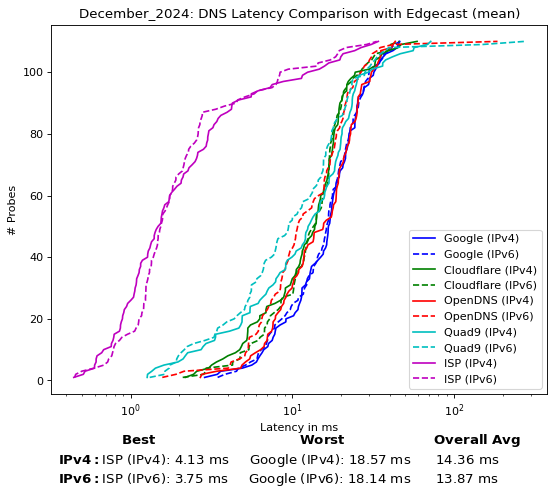 December_2024: DNS Latency Comparison with Edgecast (mean)
# Probes
100
80
60
40
20
0
Google (IPv4)
Google (IPv6)
Cloudflare (IPv4)
Cloudflare (IPv6)
OpenDNS (IPv4)
OpenDNS (IPv6)
Quad9 (IPv4)
Quad9 (IPv6)
ISP (IPv4)
ISP (IPv6)
10⁰ 10¹ 10²
Latency in ms
Best Worst Overall Avg
IPv4: ISP (IPv4): 4.13 ms Google (IPv4): 18.57 ms 14.36 ms
IPv6: ISP (IPv6): 3.75 ms Google (IPv6): 18.14 ms 13.87 ms